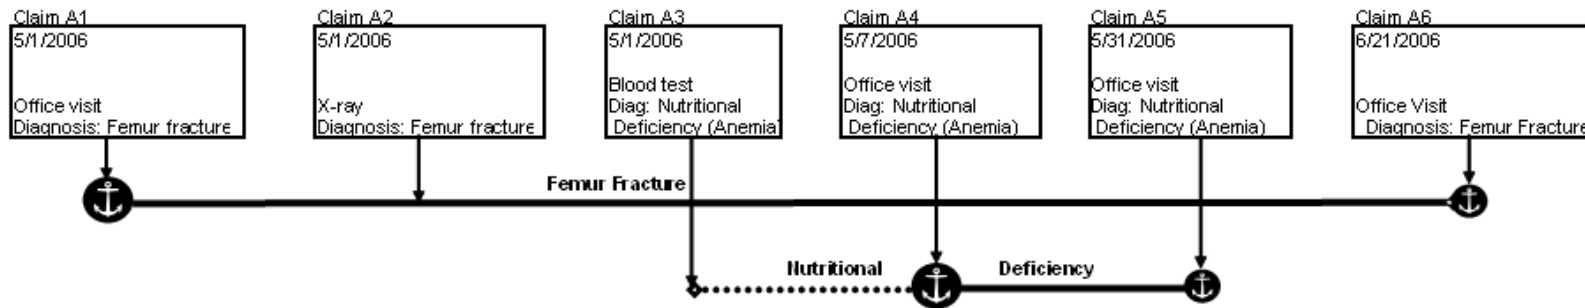 Claim A1
5/1/2006
Office visit
Diagnosis: Femur fracture
Claim A2
5/1/2006
X-ray
Diagnosis: Femur fracture
Claim A3
5/1/2006
Blood test
Diag: Nutritional
Deficiency (Anemia)
Claim A4
5/7/2006
Office visit
Diag: Nutritional
Deficiency (Anemia)
Claim A5
5/31/2006
Office visit
Diag: Nutritional
Deficiency (Anemia)
Claim A6
6/21/2006
Office Visit
Diagnosis: Femur Fracture
Femur Fracture
Nutritional Deficiency